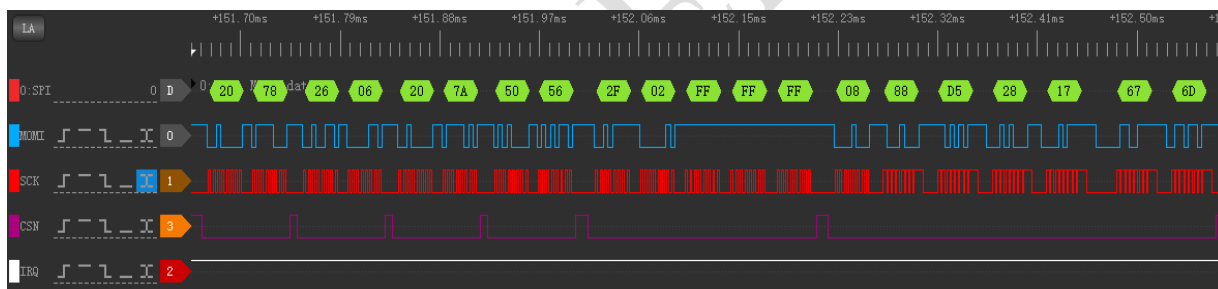 LA
+151.70ms +151.79ms +151.88ms +151.97ms +152.06ms +152.15ms +152.23ms +152.32ms +152.41ms +152.50ms
0:SPI 0 D 20 78 26 06 20 7A 50 56 2F 02 FF FF FF 08 88 D5 28 17 67 6D
MOMI 0
SCK 1
CSN 3
IRQ 2